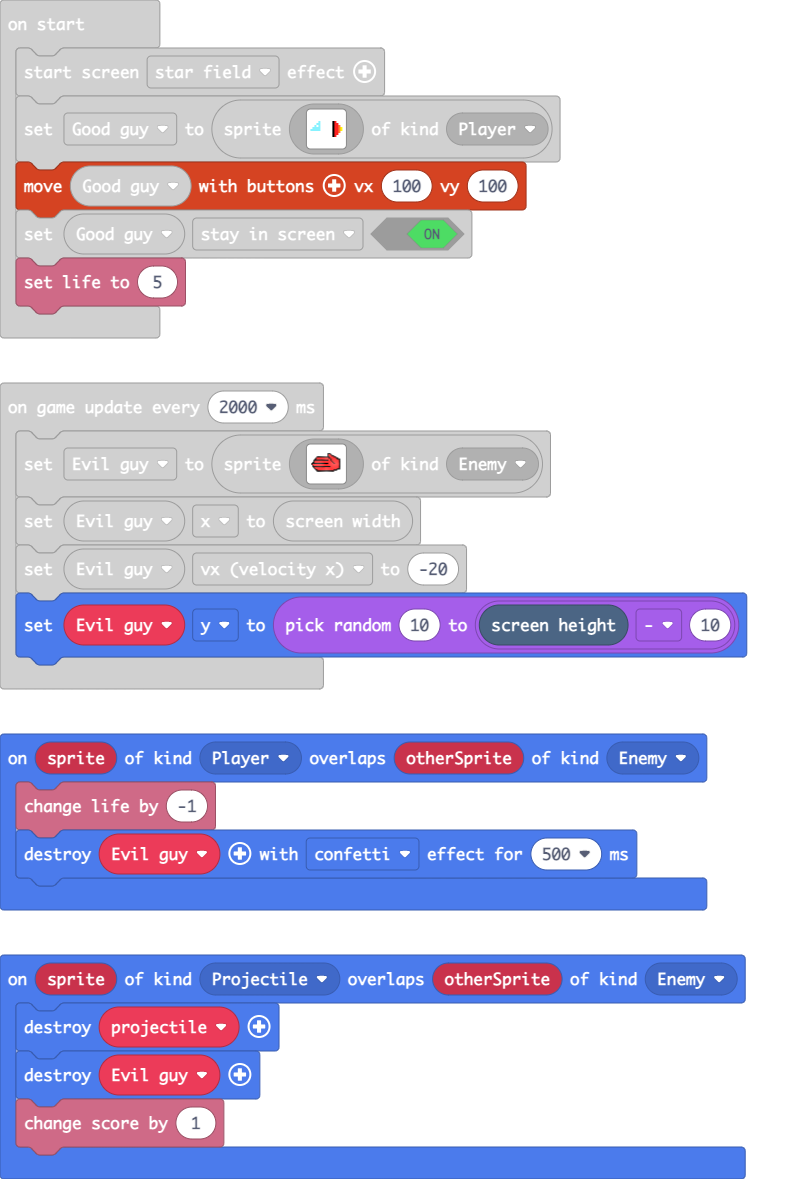 on start
start screen star field effect
set Good guy to sprite of kind Player
move Good guy with buttons vx 100 vy 100
set Good guy stay in screen ON
set life to 5
on game update every 2000 ms
set Evil guy to sprite of kind Enemy
set Evil guy x to screen width
set Evil guy vx (velocity x) to -20
set Evil guy y to pick random 10 to screen height - 10
on sprite of kind Player overlaps otherSprite of kind Enemy
change life by -1
destroy Evil guy with confetti effect for 500 ms
on sprite of kind Projectile overlaps otherSprite of kind Enemy
destroy projectile
destroy Evil guy
change score by 1